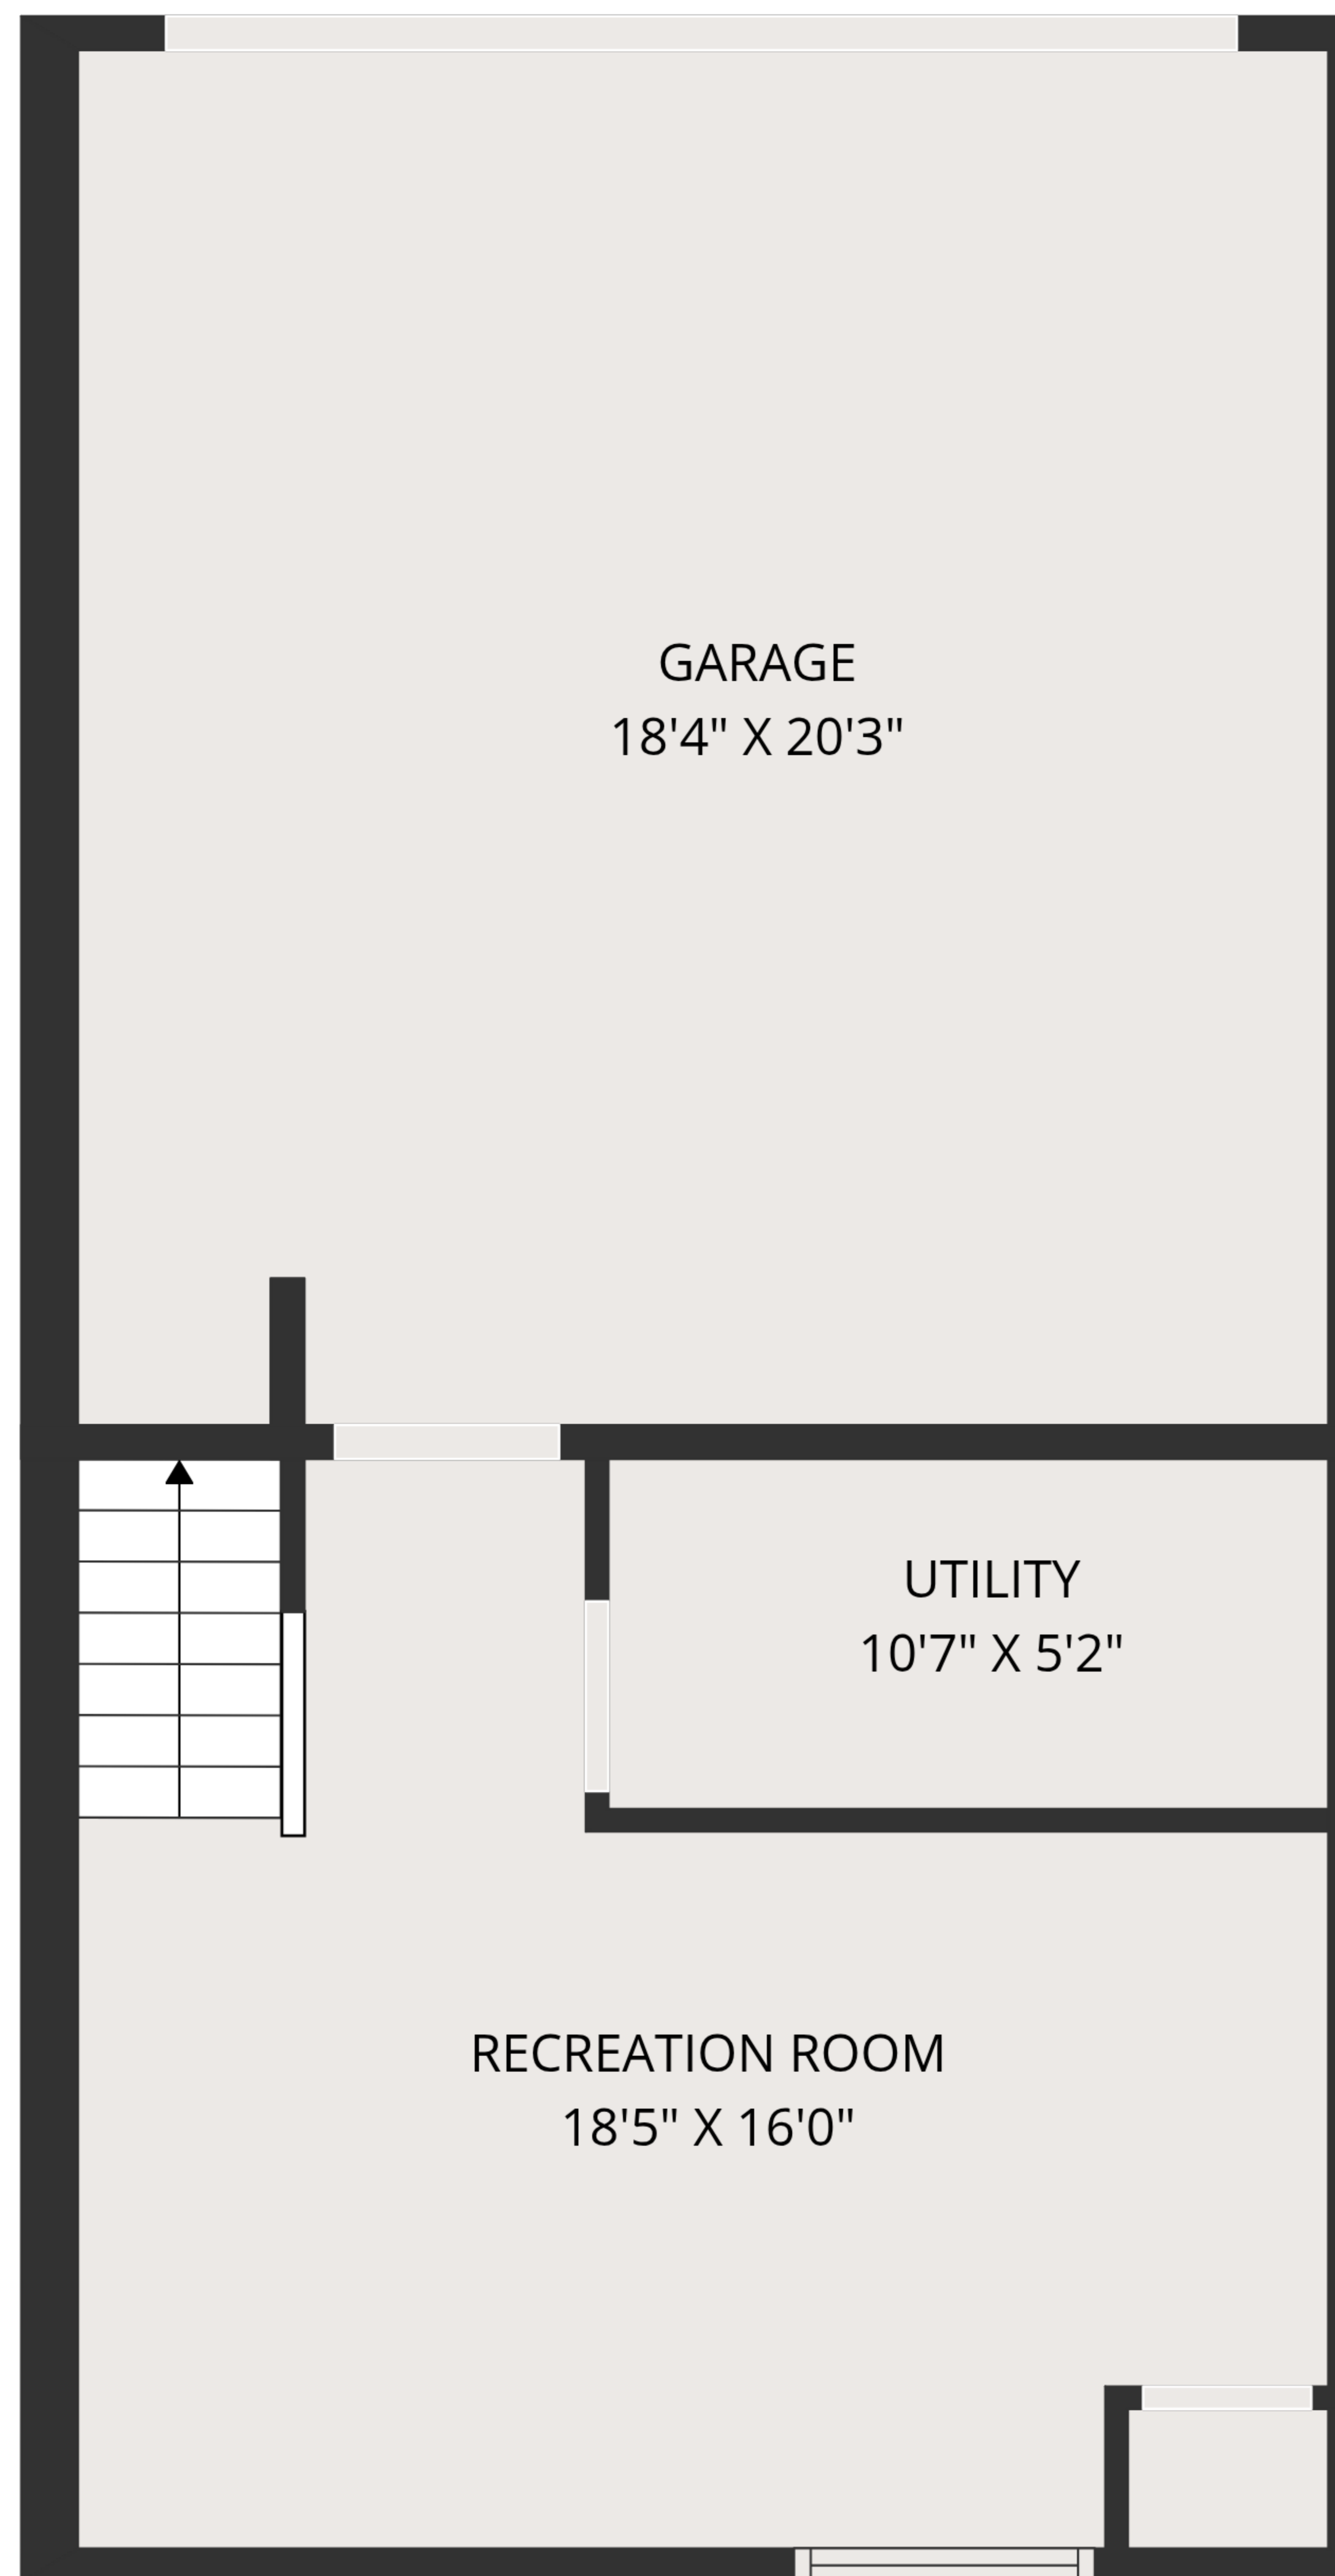 GARAGE
18'4" X 20'3"
UTILITY
10'7" X 5'2"
RECREATION ROOM
18'5" X 16'0"